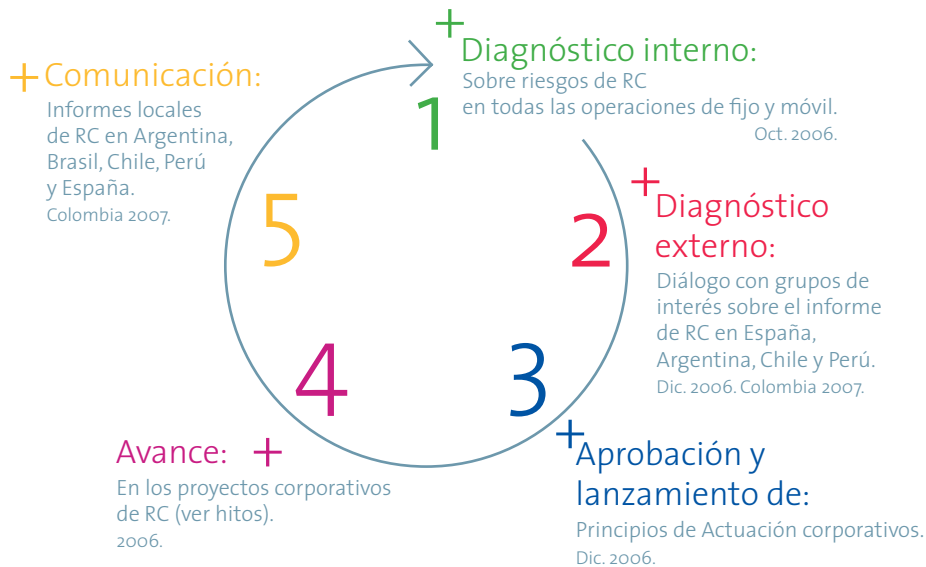 + Diagnóstico interno:
Sobre riesgos de RC
en todas las operaciones de fijo y móvil.
Oct. 2006.
1
+ Diagnóstico
externo:
Diálogo con grupos de
interés sobre el informe
de RC en España,
Argentina, Chile y Perú.
Dic. 2006. Colombia 2007.
2
+ Aprobación y
lanzamiento de:
Principios de Actuación corporativos.
Dic. 2006.
3
Avance: +
En los proyectos corporativos
de RC (ver hitos).
2006.
4
+ Comunicación:
Informes locales
de RC en Argentina,
Brasil, Chile, Perú
y España.
Colombia 2007.
5